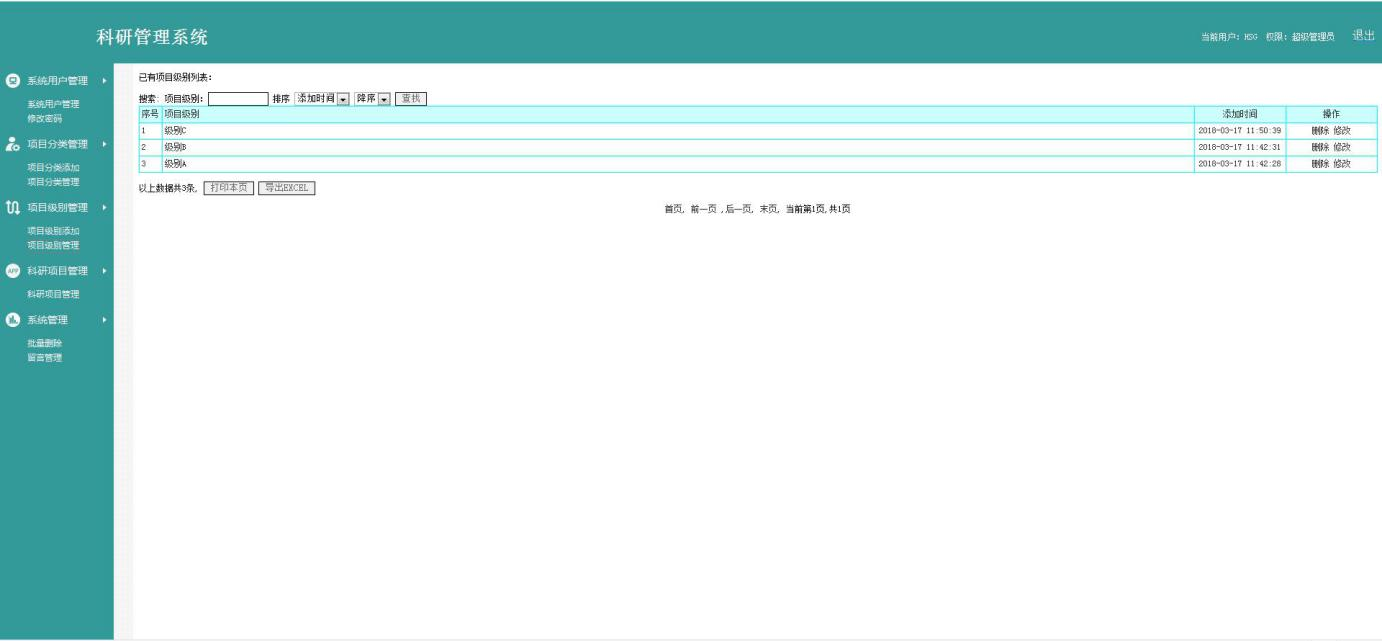 科研管理系统
当前用户: HSG 权限: 超级管理员 退出
系统用户管理
系统用户管理
修改密码
项目分类管理
项目分类添加
项目分类管理
项目级别管理
项目级别添加
项目级别管理
APP 科研项目管理
科研项目管理
系统管理
批量删除
留言管理
已有项目级别列表:
搜索: 项目级别: 排序 添加时间 降序 查找
序号 项目级别 添加时间 操作
1 级别C 2018-03-17 11:50:39 删除 修改
2 级别B 2018-03-17 11:42:31 删除 修改
3 级别A 2018-03-17 11:42:28 删除 修改
以上数据共3条, 打印本页 导出EXCEL
首页, 前一页 ,后一页, 末页, 当前第1页,共1页